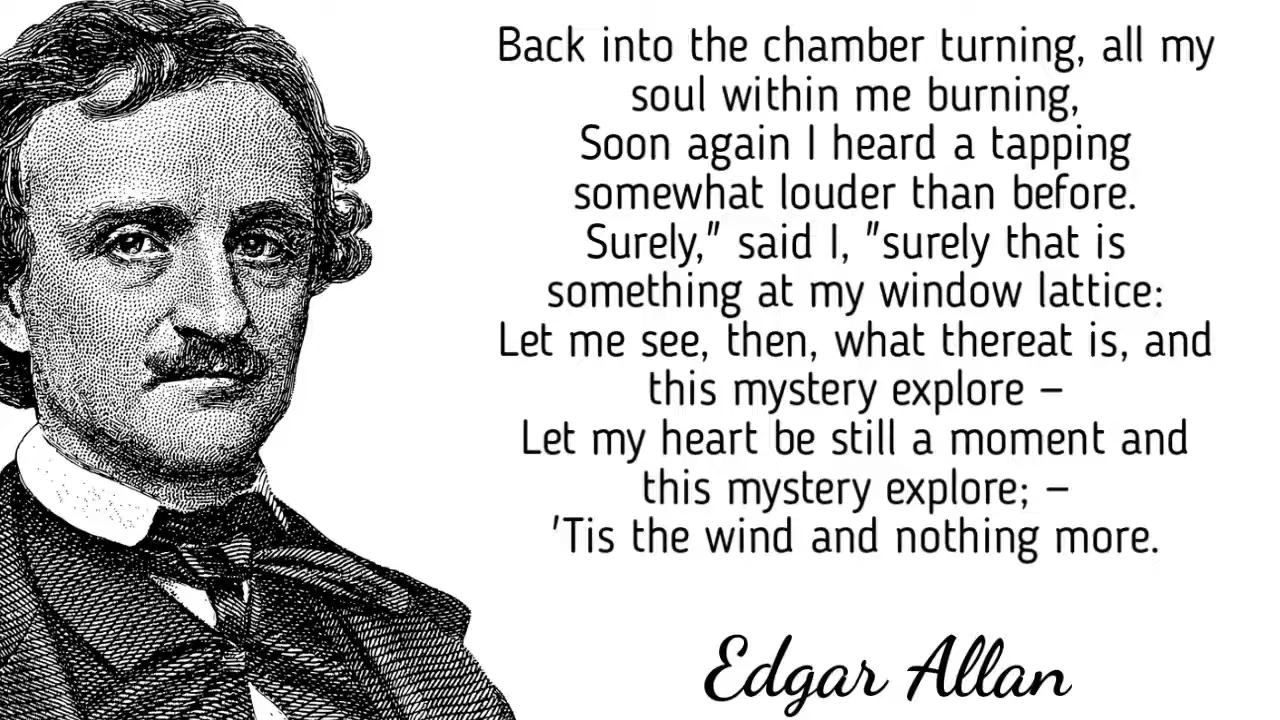 Back into the chamber turning, all my
soul within me burning,
Soon again I heard a tapping
somewhat louder than before.
Surely," said I, "surely that is
something at my window lattice:
Let me see, then, what thereat is, and
this mystery explore –
Let my heart be still a moment and
this mystery explore; –
'Tis the wind and nothing more.
Edgar Allan